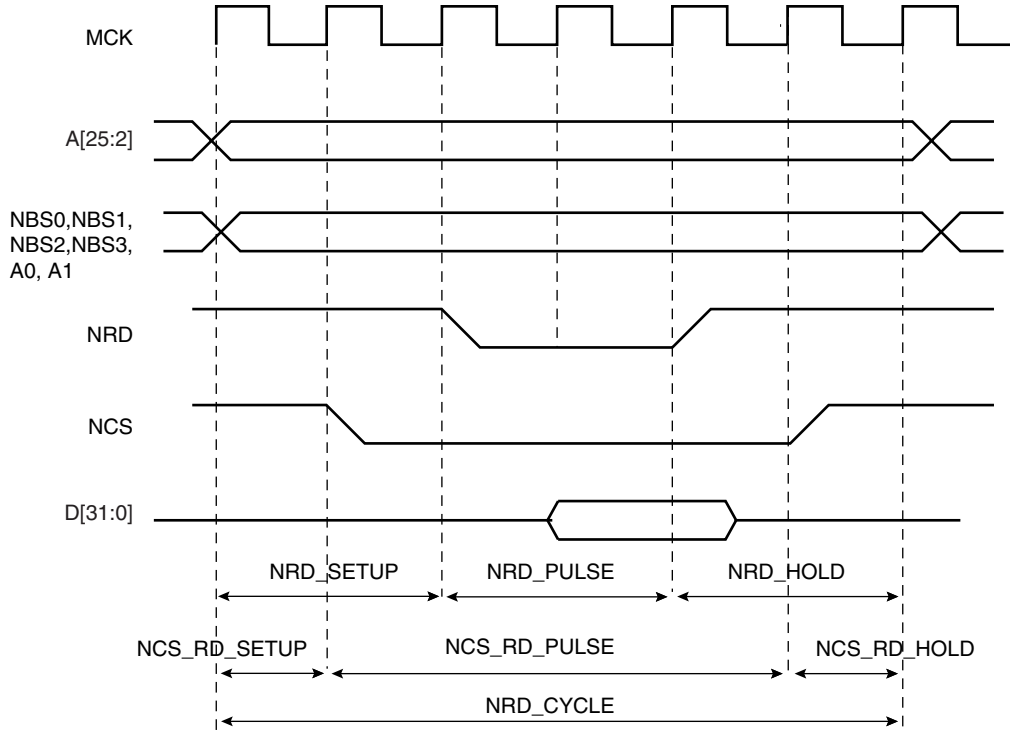 MCK
A[25:2]
NBS0,NBS1,
NBS2,NBS3,
A0, A1
NRD
NCS
D[31:0]
NRD_SETUP NRD_PULSE NRD_HOLD
NCS_RD_SETUP NCS_RD_PULSE NCS_RD_HOLD
NRD_CYCLE